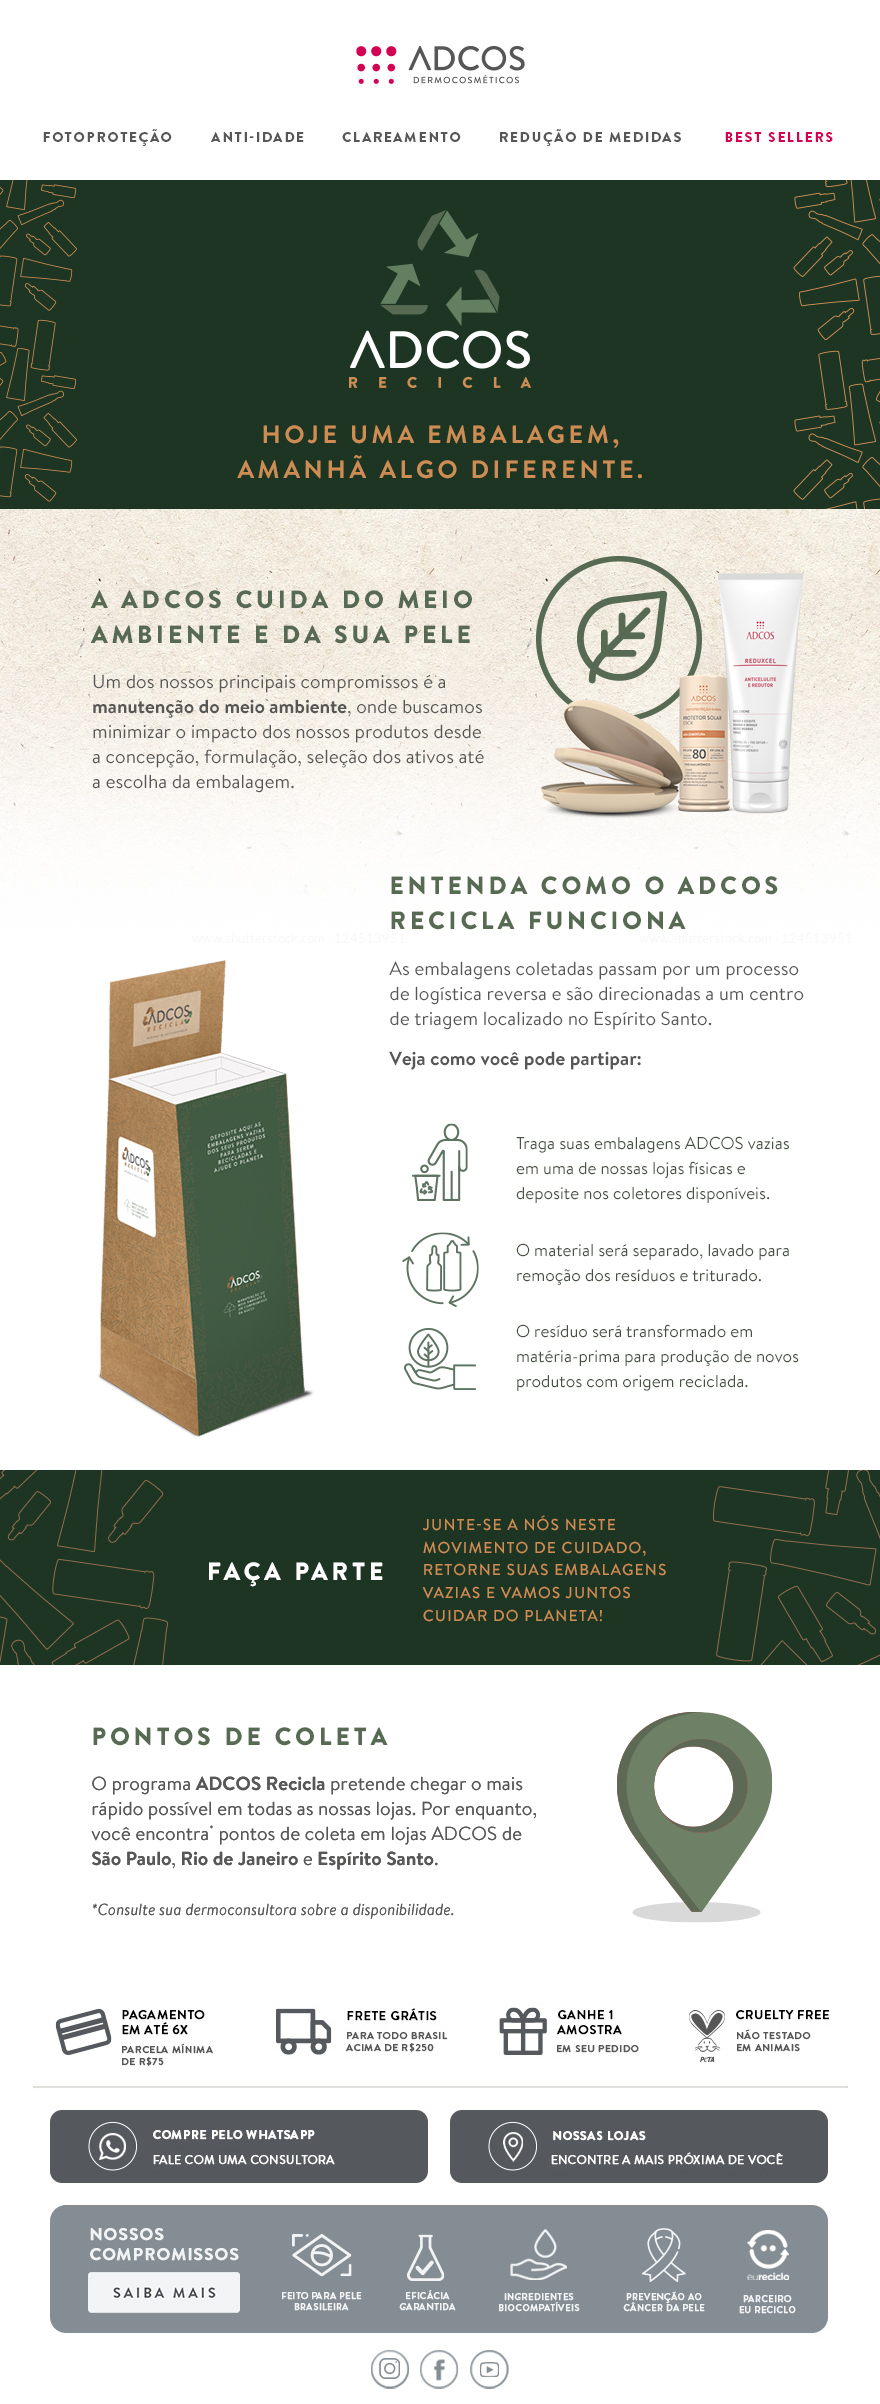 ADCOS
DERMOCOSMÉTICOS
FOTOPROTEÇÃO ANTI-IDADE CLAREAMENTO REDUÇÃO DE MEDIDAS BEST SELLERS
ADCOS
RECICLA
HOJE UMA EMBALAGEM,
AMANHÃ ALGO DIFERENTE.
A ADCOS CUIDA DO MEIO
AMBIENTE E DA SUA PELE
Um dos nossos principais compromissos é a
manutenção do meio ambiente, onde buscamos
minimizar o impacto dos nossos produtos desde
a concepção, formulação, seleção dos ativos até
a escolha da embalagem.
ADCOS
PROTETOR SOLAR
STICK
80
ADCOS
REDUXCEL
ANTICELULITE
E REDUTOR
ENTENDA COMO O ADCOS
RECICLA FUNCIONA
As embalagens coletadas passam por um processo
de logística reversa e são direcionadas a um centro
de triagem localizado no Espírito Santo.
Veja como você pode partipar:
ADCOS
RECICLA
DEPOSITE AQUI AS
EMBALAGENS VAZIAS
DOS SEUS PRODUTOS
PARA SEREM
RECICLADAS E
AJUDE O PLANETA
ADCOS
RECICLA
ADCOS
Traga suas embalagens ADCOS vazias
em uma de nossas lojas físicas e
deposite nos coletores disponíveis.
O material será separado, lavado para
remoção dos resíduos e triturado.
O resíduo será transformado em
matéria-prima para produção de novos
produtos com origem reciclada.
FAÇA PARTE
JUNTE-SE A NÓS NESTE
MOVIMENTO DE CUIDADO,
RETORNE SUAS EMBALAGENS
VAZIAS E VAMOS JUNTOS
CUIDAR DO PLANETA!
PONTOS DE COLETA
O programa ADCOS Recicla pretende chegar o mais
rápido possível em todas as nossas lojas. Por enquanto,
você encontra* pontos de coleta em lojas ADCOS de
São Paulo, Rio de Janeiro e Espírito Santo.
*Consulte sua dermoconsultora sobre a disponibilidade.
PAGAMENTO
EM ATÉ 6X
PARCELA MÍNIMA
DE R$75
FRETE GRÁTIS
PARA TODO BRASIL
ACIMA DE R$250
GANHE 1
AMOSTRA
EM SEU PEDIDO
PETA
CRUELTY FREE
NÃO TESTADO
EM ANIMAIS
COMPRE PELO WHATSAPP
FALE COM UMA CONSULTORA
NOSSAS LOJAS
ENCONTRE A MAIS PRÓXIMA DE VOCÊ
NOSSOS
COMPROMISSOS
SAIBA MAIS
FEITO PARA PELE
BRASILEIRA
EFICÁCIA
GARANTIDA
INGREDIENTES
BIOCOMPATÍVEIS
PREVENÇÃO AO
CÂNCER DA PELE
eureciclo
PARCEIRO
EU RECICLO